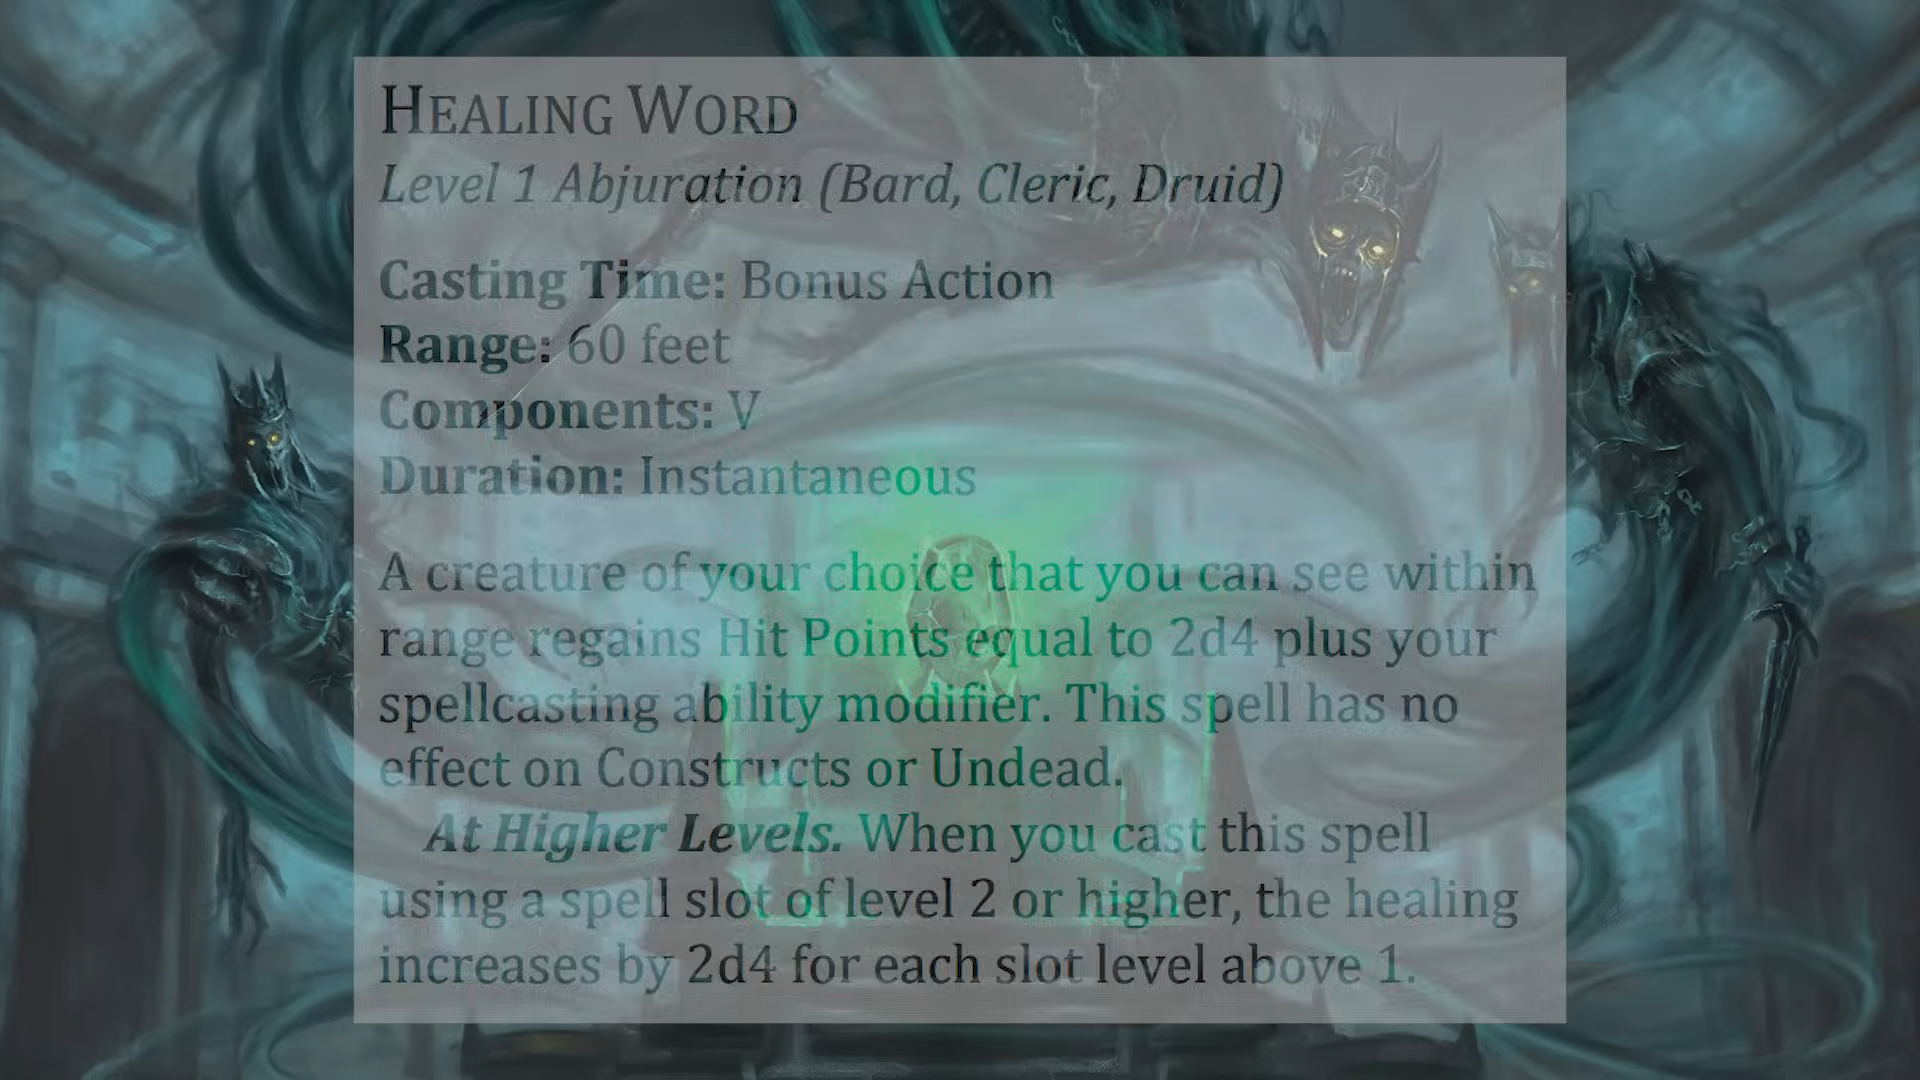 HEALING WORD
Level 1 Abjuration (Bard, Cleric, Druid)
Casting Time: Bonus Action
Range: 60 feet
Components: V
Duration: Instantaneous
A creature of your choice that you can see within
range regains Hit Points equal to 2d4 plus your
spellcasting ability modifier. This spell has no
effect on Constructs or Undead.
At Higher Levels. When you cast this spell
using a spell slot of level 2 or higher, the healing
increases by 2d4 for each slot level above 1.